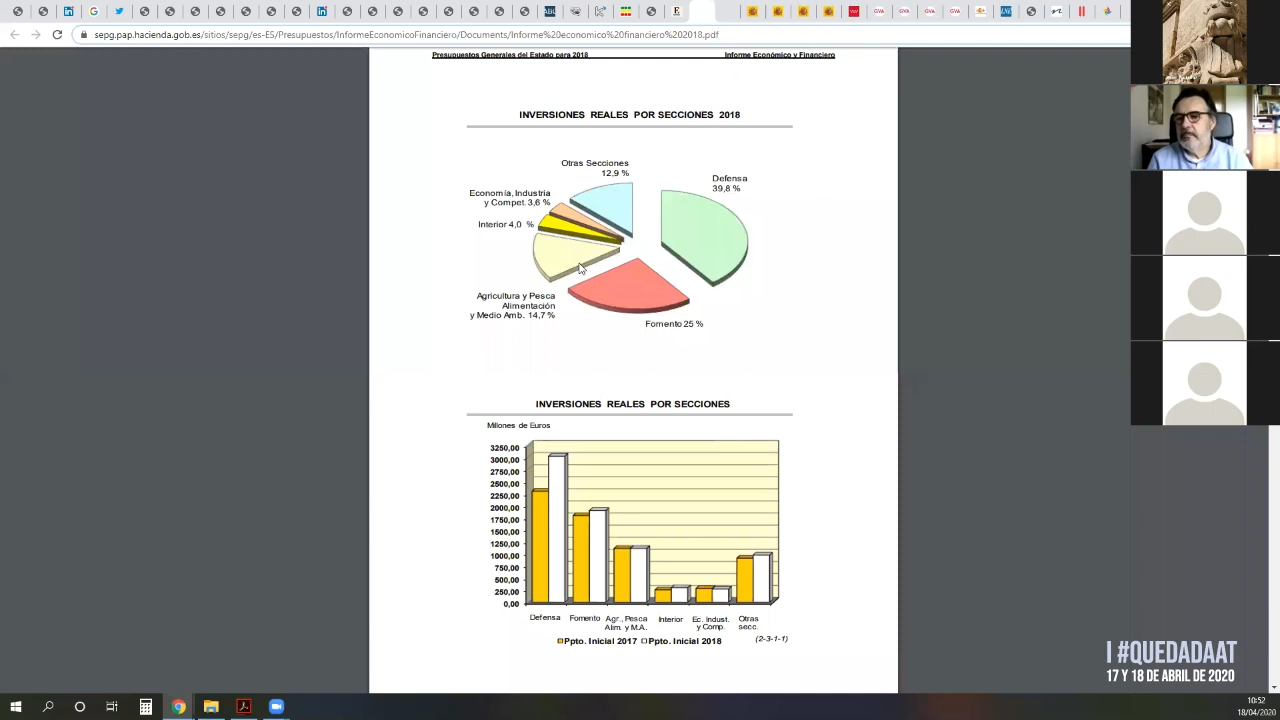 sepg.pap.hacienda.gob.es/sitios/sepg/es-ES/Presupuestos/InformeEconomicoFinanciero/Documents/Informe%20economico%20financiero%202018.pdf
Presupuestos Generales del Estado para 2018
Informe Económico y Financiero
INVERSIONES REALES POR SECCIONES 2018
Otras Secciones
12,9 %
Defensa
39,8 %
Economía, Industria
y Compet. 3,6 %
Interior 4,0 %
Agricultura y Pesca
Alimentación
y Medio Amb. 14,7 %
Fomento 25 %
INVERSIONES REALES POR SECCIONES
Millones de Euros
3250,00
3000,00
2750,00
2500,00
2250,00
2000,00
1750,00
1500,00
1250,00
1000,00
750,00
500,00
250,00
0,00
Defensa
Fomento
Agr., Pesca
Alim. y M.A.
Interior
Ec. Indust.
y Comp.
Otras
secc.
Ppto. Inicial 2017 Ppto. Inicial 2018
(2-3-1-1)
I #QUEDADAAT
17 Y 18 DE ABRIL DE 2020
10:52
18/04/2020